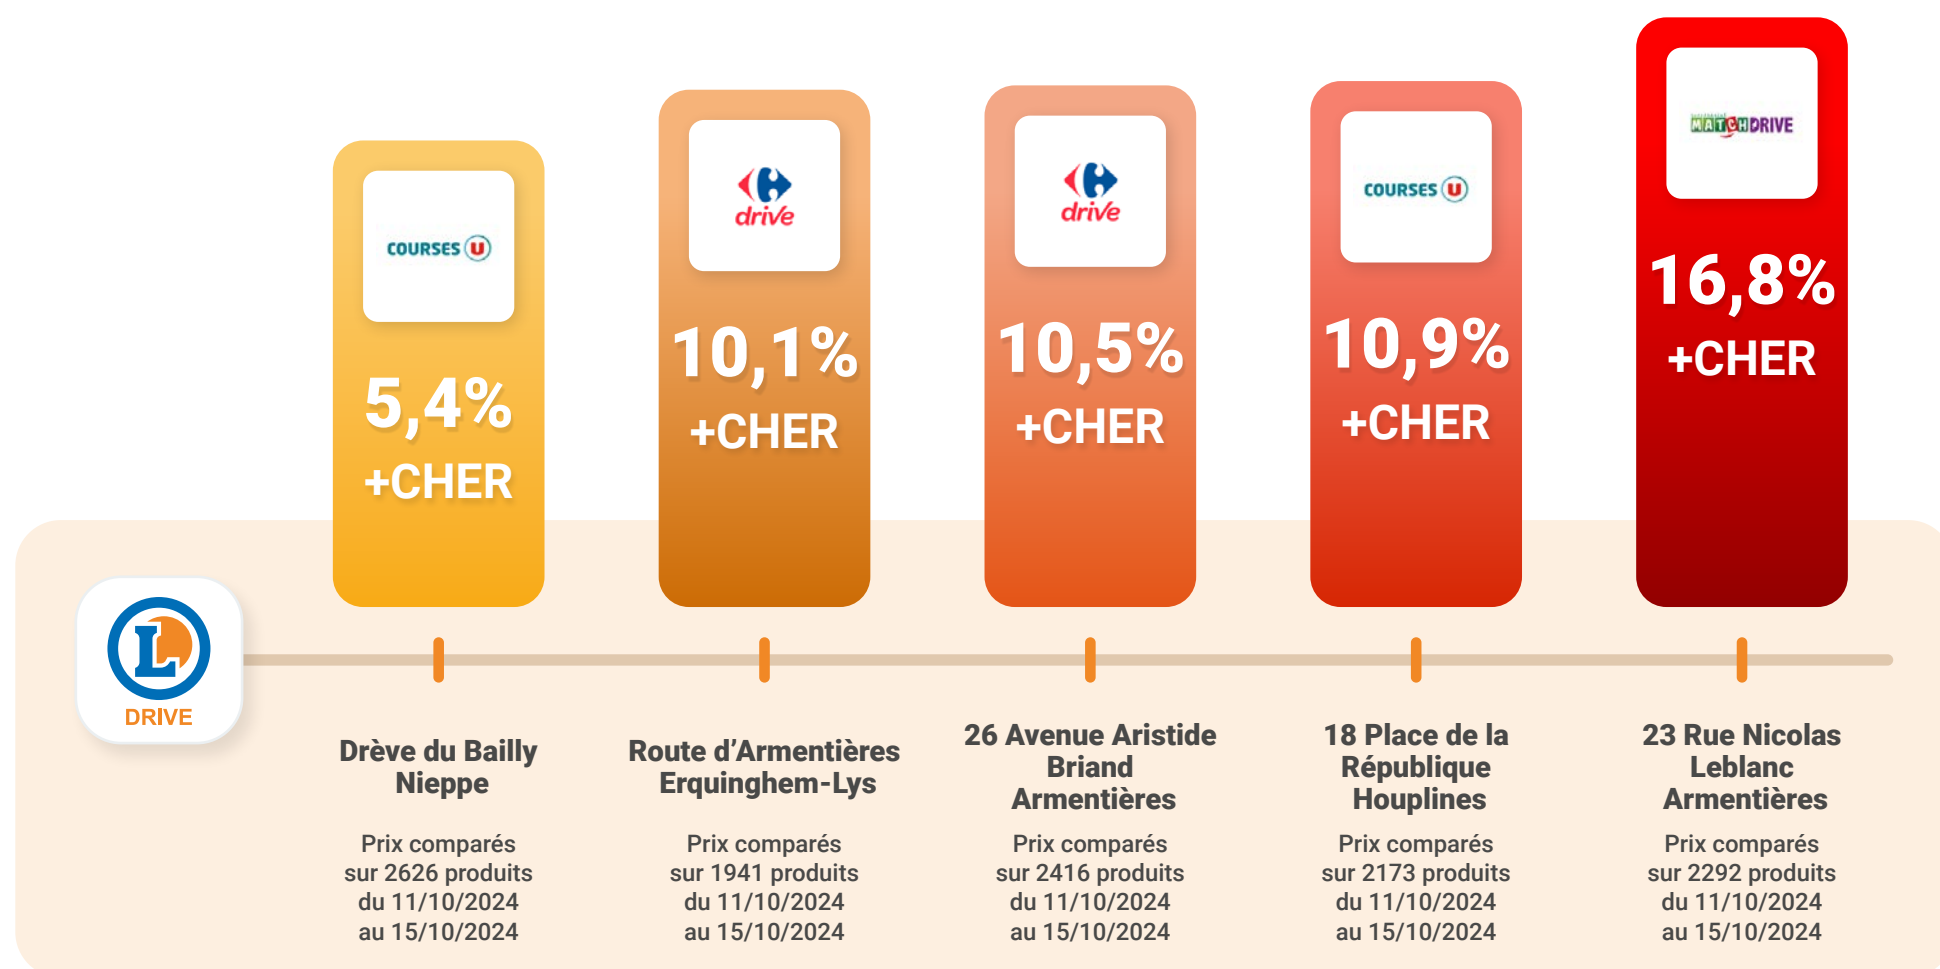 COURSES U
5,4%
+CHER
drive
10,1%
+CHER
drive
10,5%
+CHER
COURSES U
10,9%
+CHER
MATCH DRIVE
16,8%
+CHER
L
DRIVE
Drève du Bailly
Nieppe
Prix comparés
sur 2626 produits
du 11/10/2024
au 15/10/2024
Route d’Armentières
Erquinghem-Lys
Prix comparés
sur 1941 produits
du 11/10/2024
au 15/10/2024
26 Avenue Aristide
Briand
Armentières
Prix comparés
sur 2416 produits
du 11/10/2024
au 15/10/2024
18 Place de la
République
Houplines
Prix comparés
sur 2173 produits
du 11/10/2024
au 15/10/2024
23 Rue Nicolas
Leblanc
Armentières
Prix comparés
sur 2292 produits
du 11/10/2024
au 15/10/2024